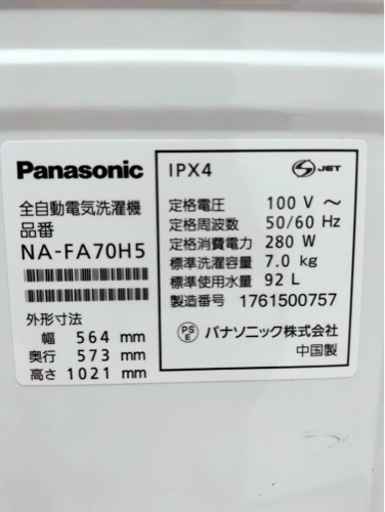 Panasonic
全自動電気洗濯機
品番
NA-FA70H5
外形寸法
幅 564 mm
奥行 573 mm
高さ 1021 mm
IPX4
S JET
定格電圧 100 V ～
定格周波数 50/60 Hz
定格消費電力 280 W
標準洗濯容量 7.0 kg
標準使用水量 92 L
製造番号 1761500757
PSE パナソニック株式会社
中国製